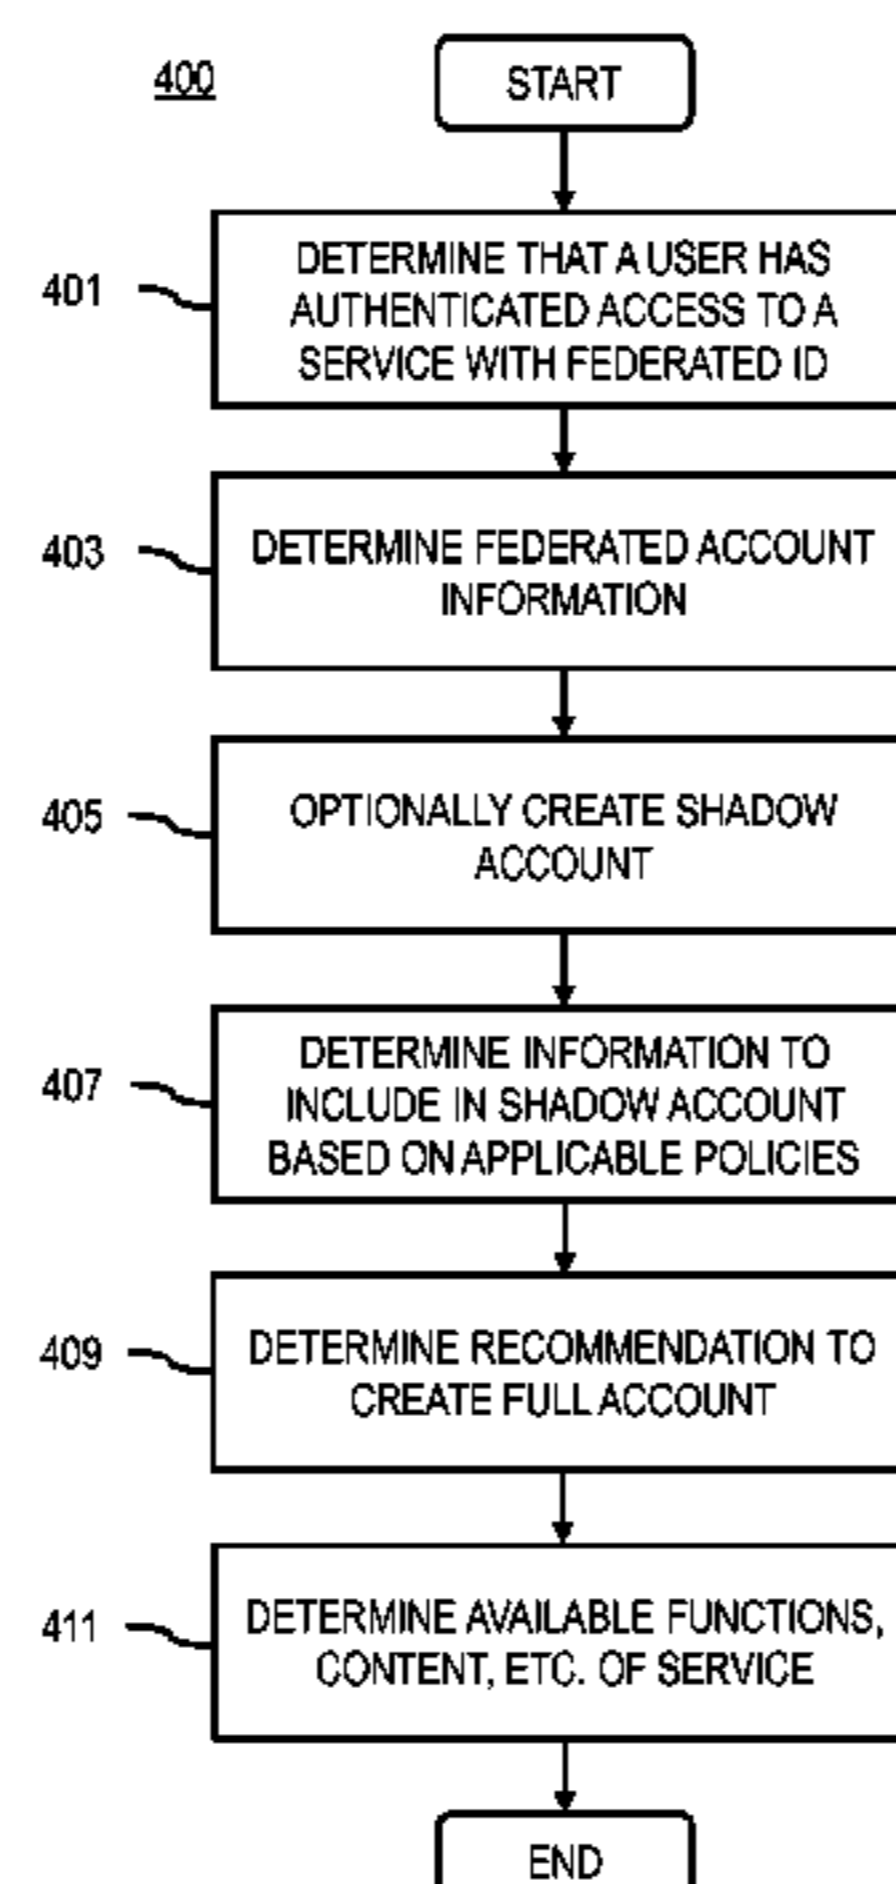 400
START
401
DETERMINE THAT A USER HAS
AUTHENTICATED ACCESS TO A
SERVICE WITH FEDERATED ID
403
DETERMINE FEDERATED ACCOUNT
INFORMATION
405
OPTIONALLY CREATE SHADOW
ACCOUNT
407
DETERMINE INFORMATION TO
INCLUDE IN SHADOW ACCOUNT
BASED ON APPLICABLE POLICIES
409
DETERMINE RECOMMENDATION TO
CREATE FULL ACCOUNT
411
DETERMINE AVAILABLE FUNCTIONS,
CONTENT, ETC. OF SERVICE
END